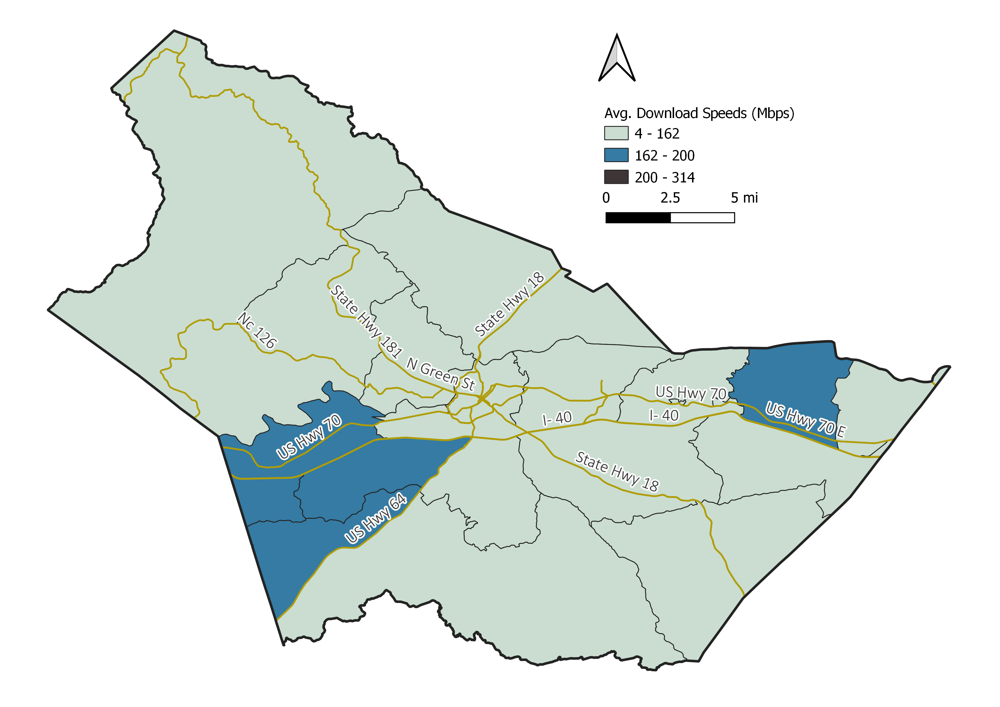 Avg. Download Speeds (Mbps)
4 - 162
162 - 200
200 - 314
0 2.5 5 mi
State Hwy 18
State Hwy 181
Nc 126
N Green St
US Hwy 70
I- 40
I- 40
US Hwy 70 E
US Hwy 70
State Hwy 18
US Hwy 64